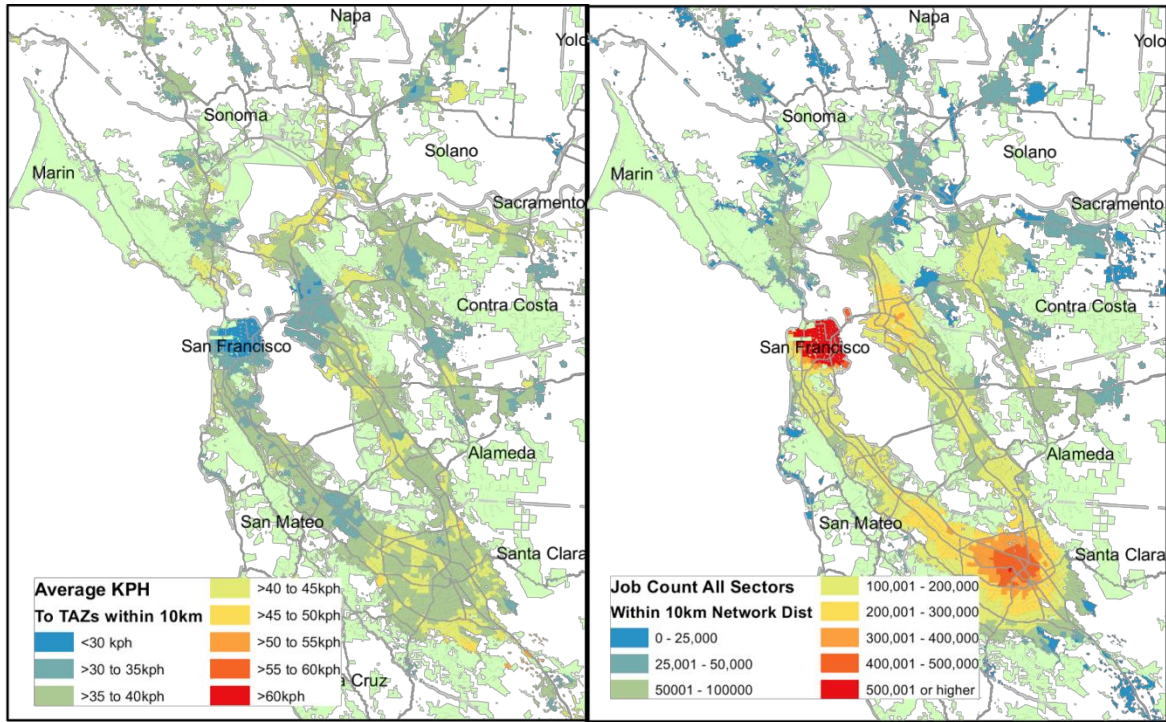 Napa
Yolo
Sonoma
Solano
Marin
Sacramento
Contra Costa
San Francisco
Alameda
San Mateo
Santa Clara
Cruz
Average KPH
To TAZs within 10km
<30 kph
>30 to 35kph
>35 to 40kph
>40 to 45kph
>45 to 50kph
>50 to 55kph
>55 to 60kph
>60kph
Napa
Yolo
Sonoma
Solano
Marin
Sacramento
Contra Costa
San Francisco
Alameda
San Mateo
Santa Clara
Job Count All Sectors
Within 10km Network Dist
0 - 25,000
25,001 - 50,000
50001 - 100000
100,001 - 200,000
200,001 - 300,000
300,001 - 400,000
400,001 - 500,000
500,001 or higher